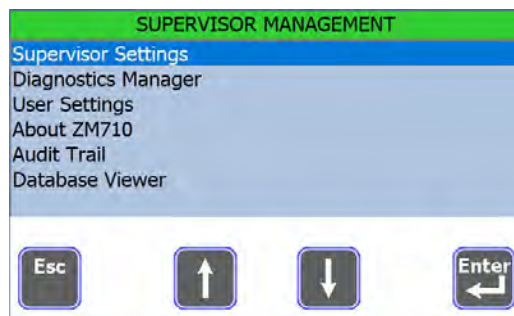 SUPERVISOR MANAGEMENT
Supervisor Settings
Diagnostics Manager
User Settings
About ZM710
Audit Trail
Database Viewer
Esc
Enter